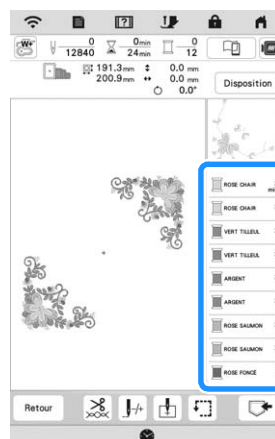 W+
0
12840
0min
24min
0
12
191.3mm
200.9mm
0.0 mm
0.0 mm
0.0°
Disposition
ROSE CHAIR
ROSE CHAIR
VERT TILLEUL
VERT TILLEUL
ARGENT
ARGENT
ROSE SAUMON
ROSE SAUMON
ROSE FONCÉ
Retour